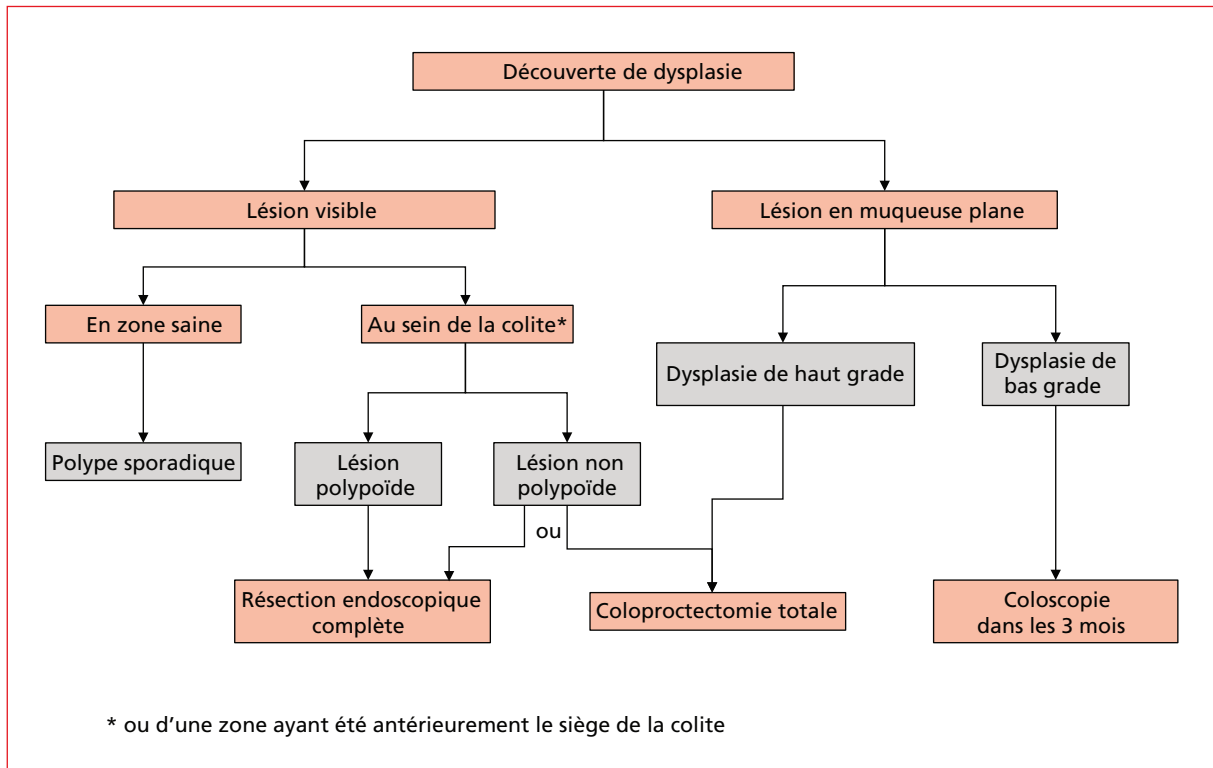 Découverte de dysplasie
Lésion visible
Lésion en muqueuse plane
En zone saine
Au sein de la colite*
Dysplasie de haut grade
Dysplasie de
bas grade
Polype sporadique
Lésion
polypoïde
Lésion non
polypoïde
ou
Résection endoscopique
complète
Coloproctectomie totale
Coloscopie
dans les 3 mois
* ou d’une zone ayant été antérieurement le siège de la colite